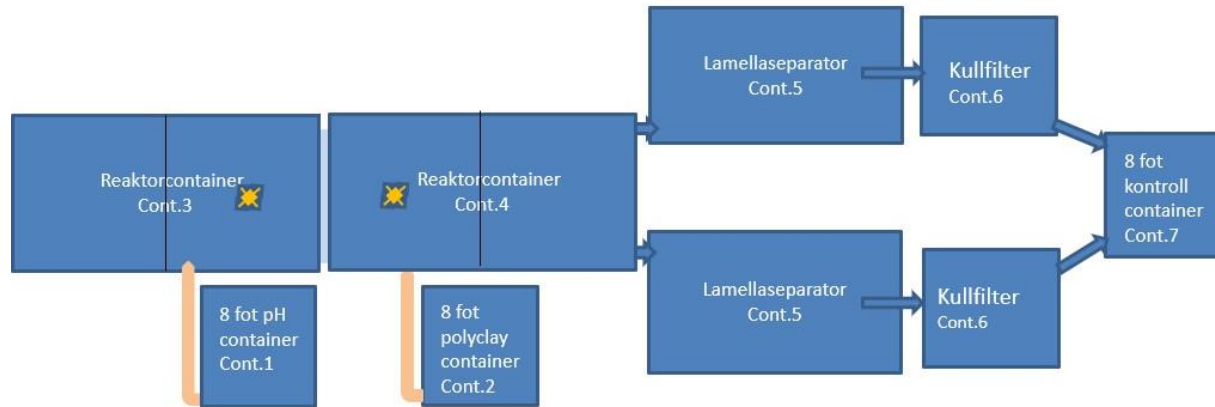 Reaktorcontainer
Cont.3
8 fot pH
container
Cont.1
Reaktorcontainer
Cont.4
8 fot
polyclay
container
Cont.2
Lamellaseparator
Cont.5
Kullfilter
Cont.6
Lamellaseparator
Cont.5
Kullfilter
Cont.6
8 fot
kontroll
container
Cont.7